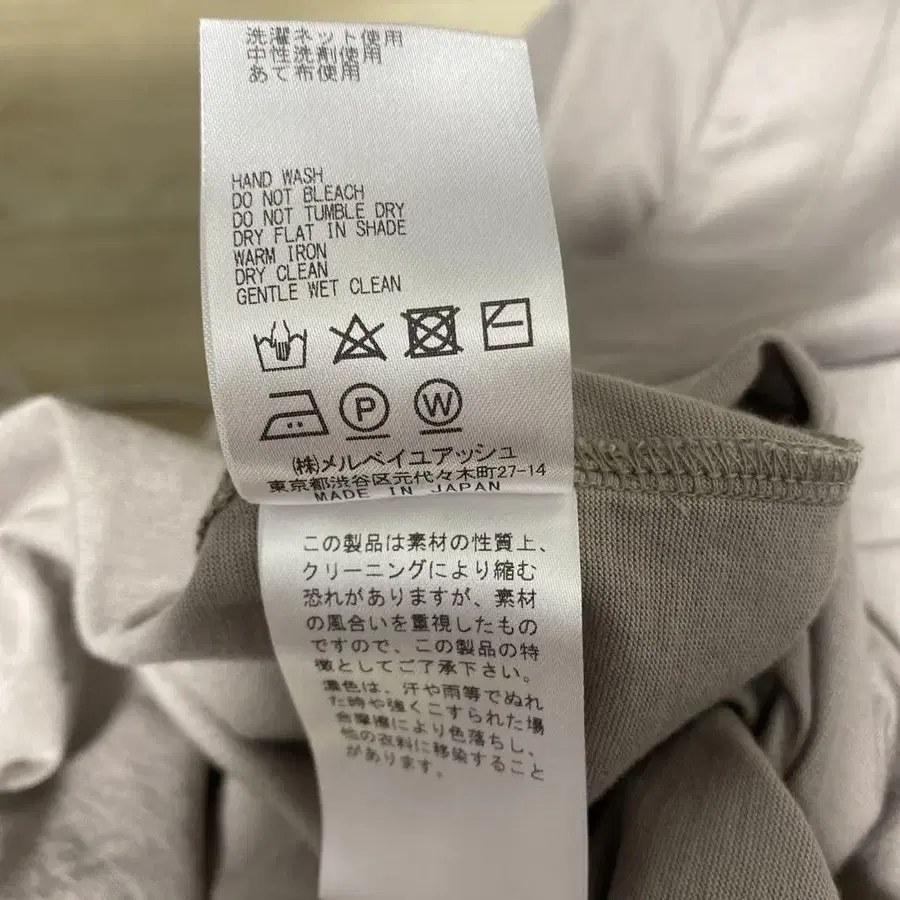 洗濯ネット使用
中性洗剤使用
あて布使用
HAND WASH
DO NOT BLEACH
DO NOT TUMBLE DRY
DRY FLAT IN SHADE
WARM IRON
DRY CLEAN
GENTLE WET CLEAN
P W
(株)メルベイユアッシュ
東京都渋谷区元代々木町27-14
MADE IN JAPAN
この製品は素材の性質上、
クリーニングにより縮む
恐れがありますが、素材
の風合いを重視したもの
ですので、この製品の特
徴としてご了承下さい。
濃色は、汗や雨等でぬれ
た時や強くこすられた場
合摩擦により色落ちし、
他の衣料に移染すること
があります。